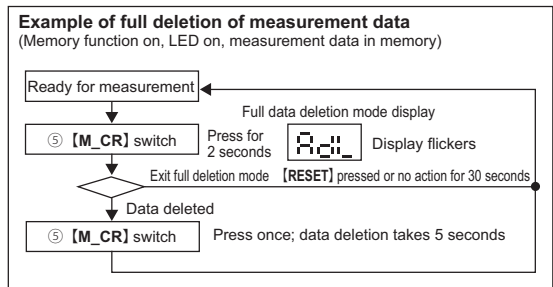 Example of full deletion of measurement data
(Memory function on, LED on, measurement data in memory)
Ready for measurement
Full data deletion mode display
⑤【M_CR】switch
Press for
2 seconds
AdL
Display flickers
Exit full deletion mode 【RESET】pressed or no action for 30 seconds
Data deleted
⑤【M_CR】switch
Press once; data deletion takes 5 seconds